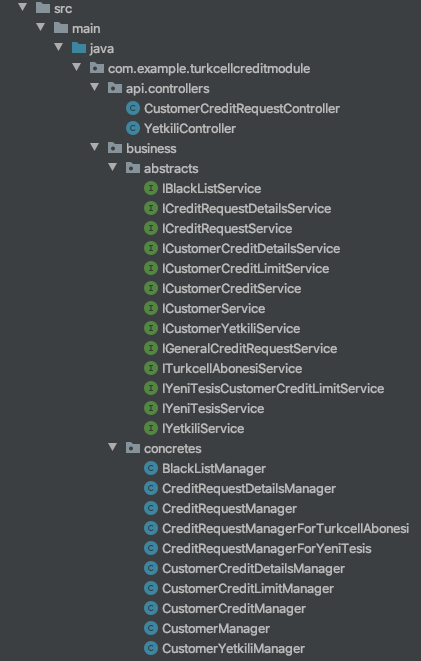 src
main
java
com.example.turkcellcreditmodule
api.controllers
CustomerCreditRequestController
YetkiliController
business
abstracts
IBlackListService
ICreditRequestDetailsService
ICreditRequestService
ICustomerCreditDetailsService
ICustomerCreditLimitService
ICustomerCreditService
ICustomerService
ICustomerYetkiliService
IGeneralCreditRequestService
ITurkcellAbonesiService
IYeniTesisCustomerCreditLimitService
IYeniTesisService
IYetkiliService
concretes
BlackListManager
CreditRequestDetailsManager
CreditRequestManager
CreditRequestManagerForTurkcellAbonesi
CreditRequestManagerForYeniTesis
CustomerCreditDetailsManager
CustomerCreditLimitManager
CustomerCreditManager
CustomerManager
CustomerYetkiliManager